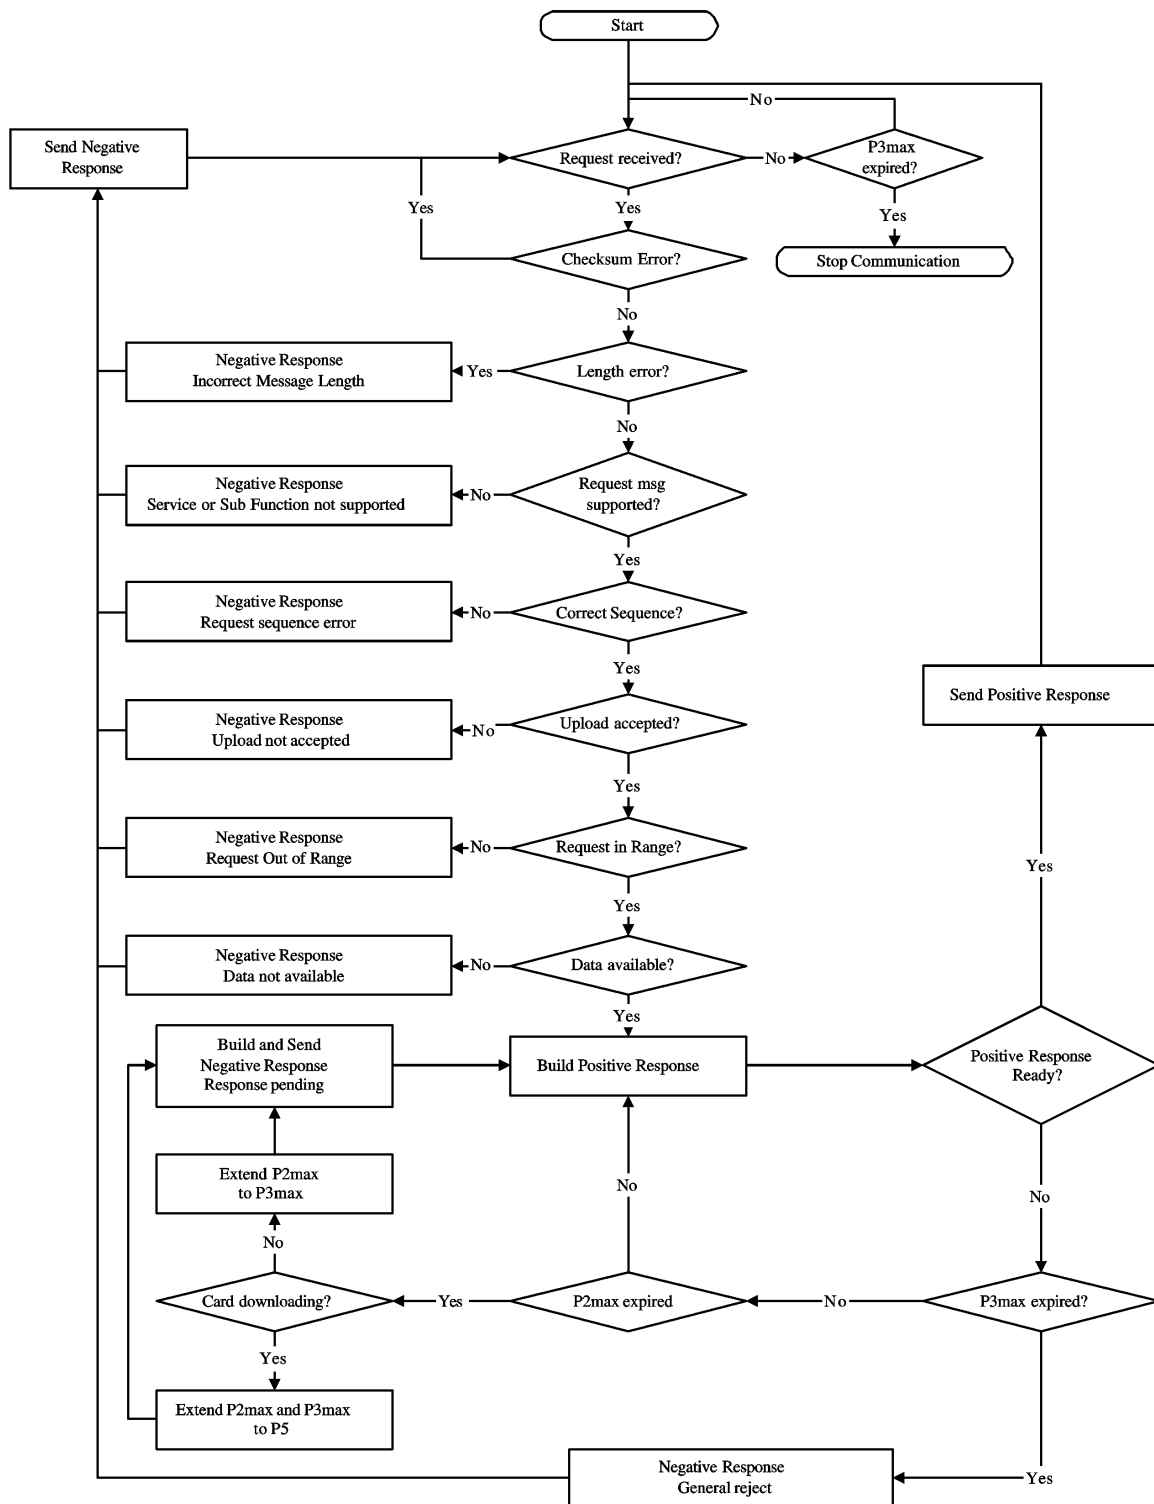 Start
No
Send Negative
Response
Request received?
No
P3max
expired?
Yes
Yes
Yes
Checksum Error?
Stop Communication
No
Negative Response
Incorrect Message Length
Yes
Length error?
No
Negative Response
Service or Sub Function not supported
No
Request msg
supported?
Yes
Negative Response
Request sequence error
No
Correct Sequence?
Yes
Send Positive Response
Negative Response
Upload not accepted
No
Upload accepted?
Yes
Negative Response
Request Out of Range
No
Request in Range?
Yes
Yes
Negative Response
Data not available
No
Data available?
Yes
Build and Send
Negative Response
Response pending
Build Positive Response
Positive Response
Ready?
Extend P2max
to P3max
No
No
No
Card downloading?
Yes
P2max expired
No
P3max expired?
Yes
Extend P2max and P3max
to P5
Negative Response
General reject
Yes